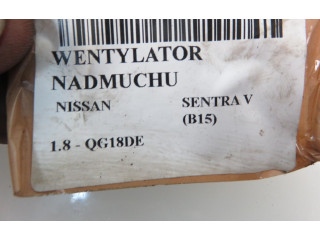 WENTYLATOR
NADMUCHU
NISSAN SENTRA V
(B15)
1.8 - QG18DE